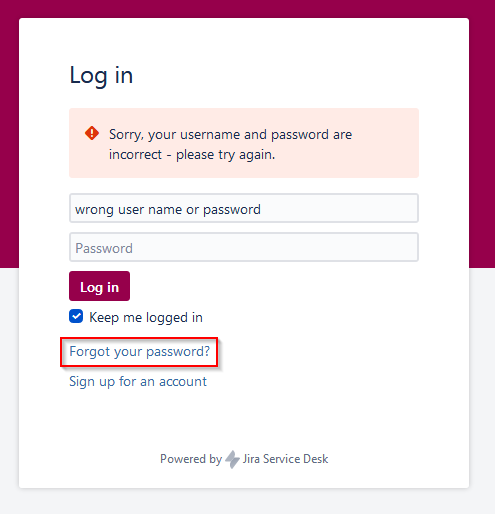 Log in
Sorry, your username and password are
incorrect - please try again.
wrong user name or password
Password
Log in
Keep me logged in
Forgot your password?
Sign up for an account
Powered by Jira Service Desk